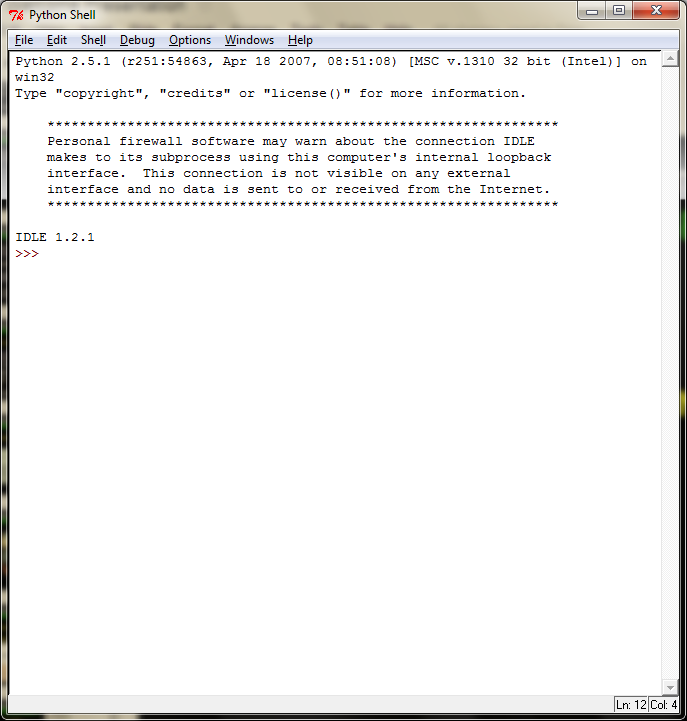 Python Shell
File Edit Shell Debug Options Windows Help
Python 2.5.1 (r251:54863, Apr 18 2007, 08:51:08) [MSC v.1310 32 bit (Intel)] on
win32
Type "copyright", "credits" or "license()" for more information.
****************************************************************
Personal firewall software may warn about the connection IDLE
makes to its subprocess using this computer's internal loopback
interface.  This connection is not visible on any external
interface and no data is sent to or received from the Internet.
****************************************************************
IDLE 1.2.1
>>>
Ln: 12 Col: 4